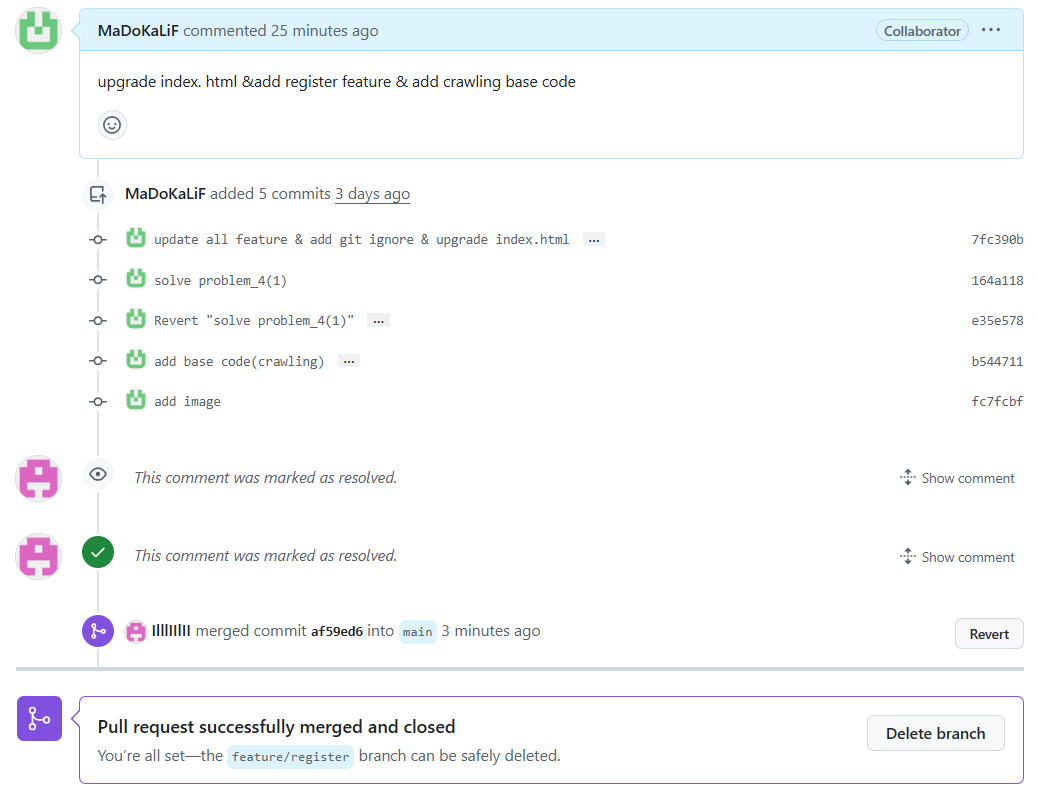 MaDoKaLiF commented 25 minutes ago Collaborator ...
upgrade index. html &add register feature & add crawling base code
MaDoKaLiF added 5 commits 3 days ago
update all feature & add git ignore & upgrade index.html ... 7fc390b
solve problem_4(1) 164a118
Revert "solve problem_4(1)" ... e35e578
add base code(crawling) ... b544711
add image fc7fcbf
This comment was marked as resolved. Show comment
This comment was marked as resolved. Show comment
merged commit af59ed6 into main 3 minutes ago Revert
Pull request successfully merged and closed
You’re all set—the feature/register branch can be safely deleted. Delete branch